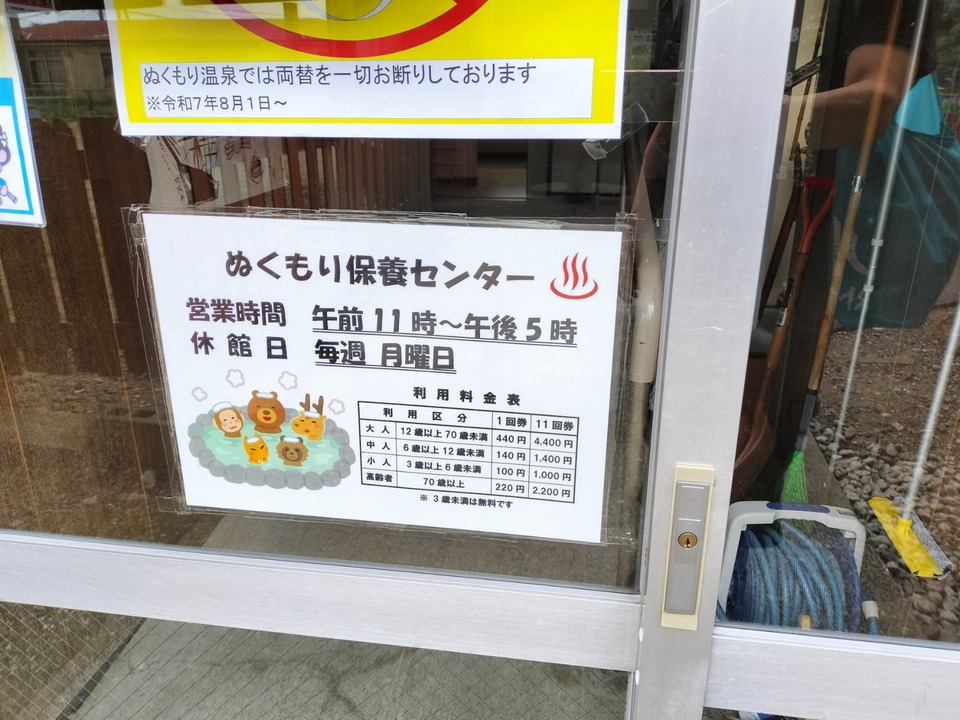 ぬくもり温泉では両替を一切お断りしております
※令和7年8月1日～
ぬくもり保養センター
営業時間 午前11時～午後5時
休館日 毎週 月曜日
利用料金表
利用区分 1回券 11回券
大人 12歳以上70歳未満 440円 4,400円
中人 6歳以上12歳未満 140円 1,400円
小人 3歳以上6歳未満 100円 1,000円
高齢者 70歳以上 220円 2,200円
※ 3歳未満は無料です